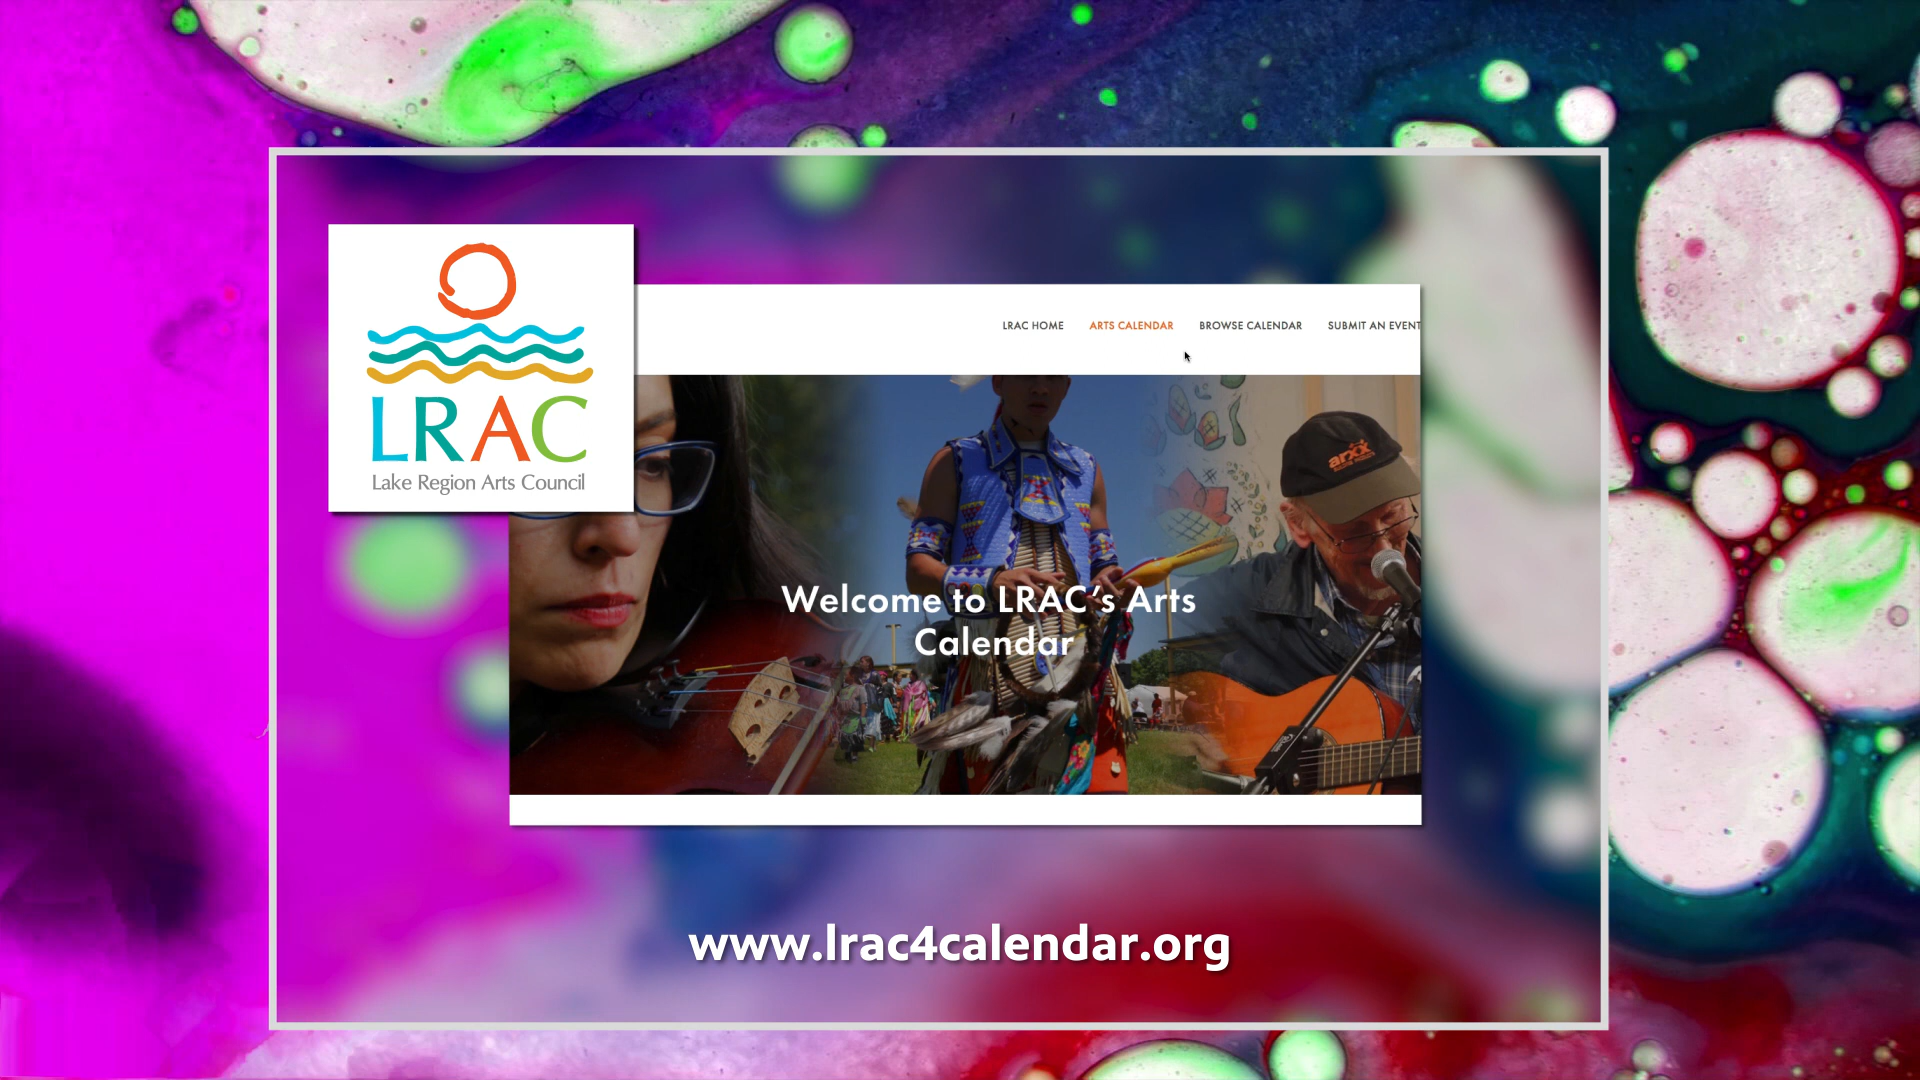 LRAC
Lake Region Arts Council
LRAC HOME ARTS CALENDAR BROWSE CALENDAR SUBMIT AN EVENT
arxx
Welcome to LRAC's Arts
Calendar
www.lrac4calendar.org